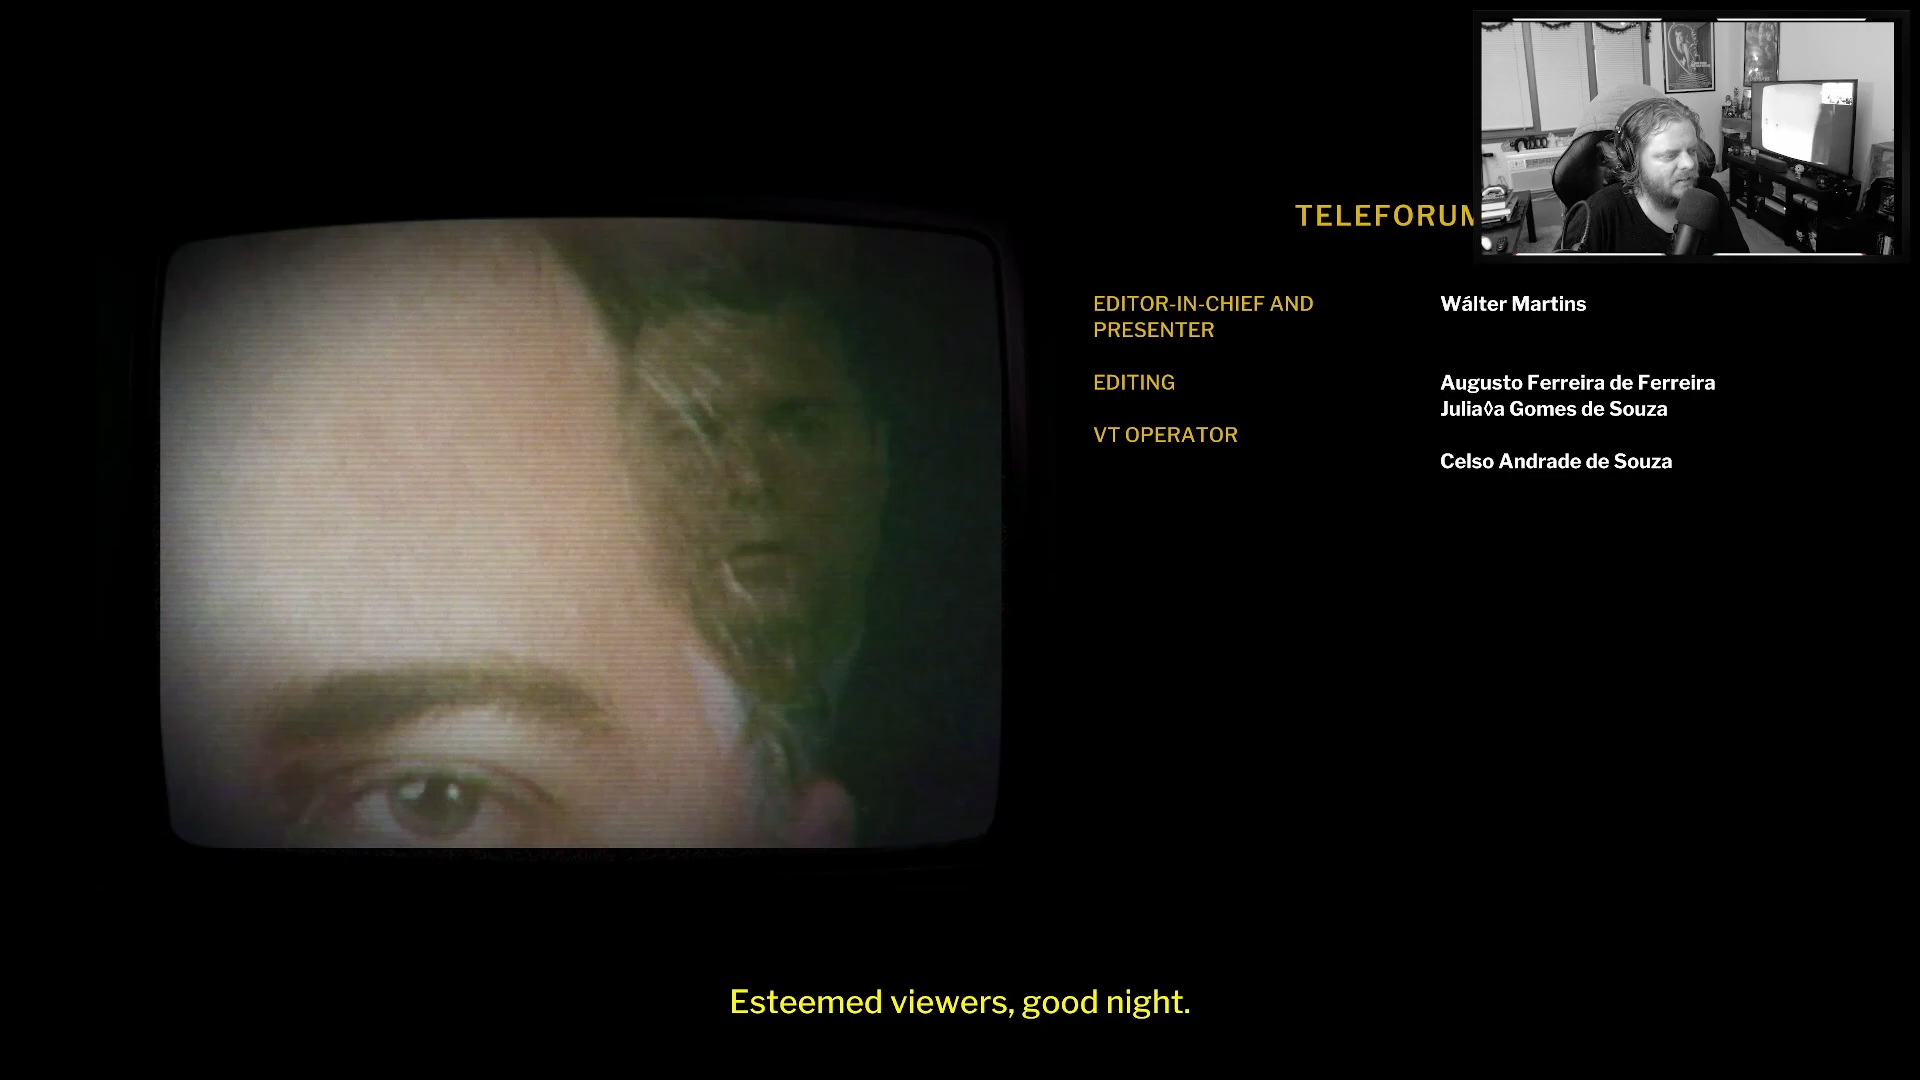 TELEFORUM
EDITOR-IN-CHIEF AND
PRESENTER
Wálter Martins
EDITING
Augusto Ferreira de Ferreira
Julia◊a Gomes de Souza
VT OPERATOR
Celso Andrade de Souza
Esteemed viewers, good night.